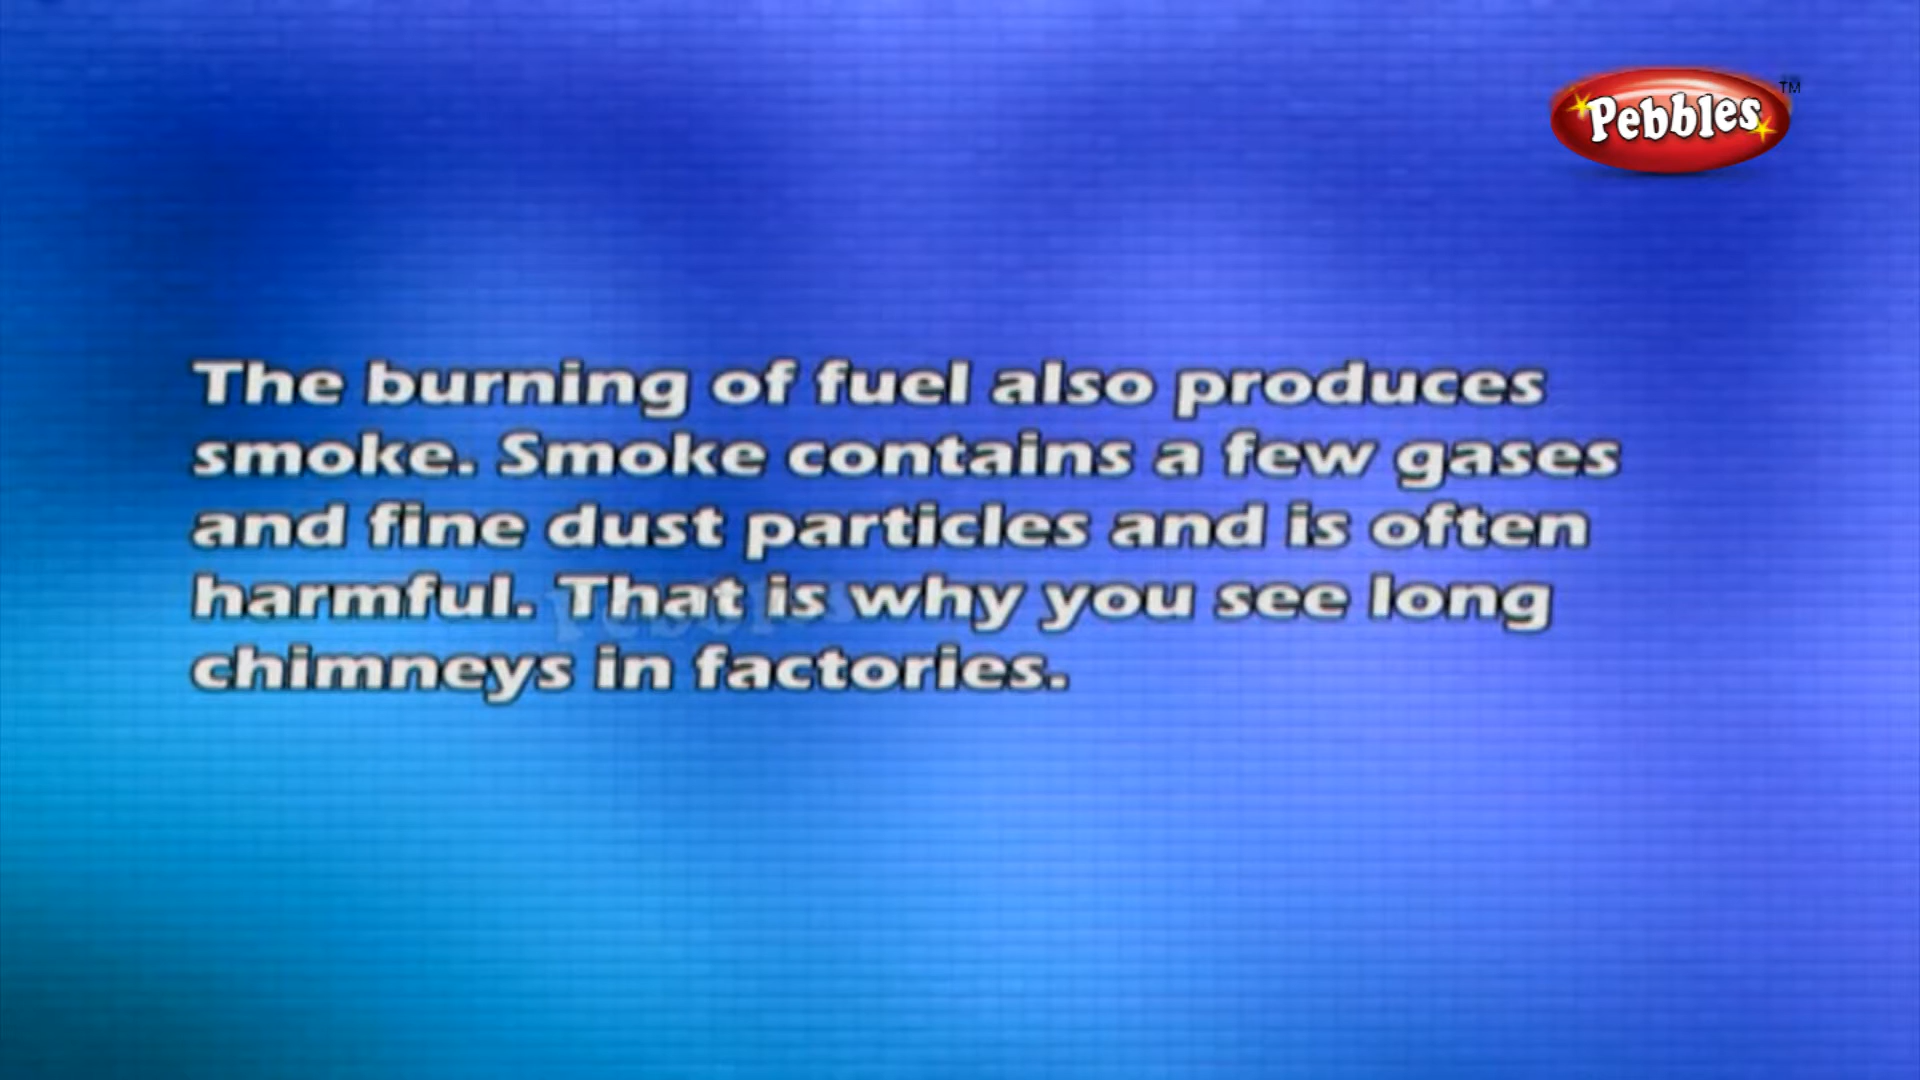 Pebbles
TM
The burning of fuel also produces
smoke. Smoke contains a few gases
and fine dust particles and is often
harmful. That is why you see long
chimneys in factories.
Pebbles